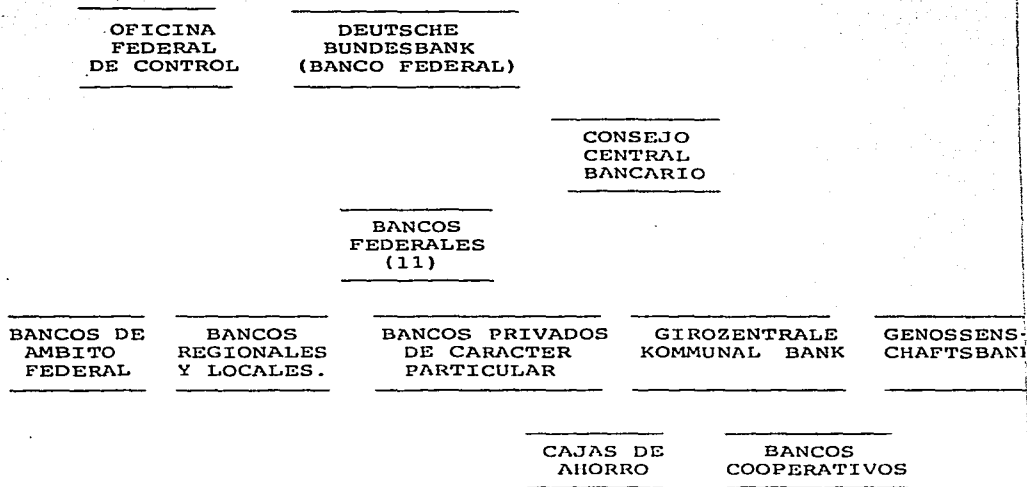 OFICINA
FEDERAL
DE CONTROL
DEUTSCHE
BUNDESBANK
(BANCO FEDERAL)
CONSEJO
CENTRAL
BANCARIO
BANCOS
FEDERALES
(11)
BANCOS DE
AMBITO
FEDERAL
BANCOS
REGIONALES
Y LOCALES.
BANCOS PRIVADOS
DE CARACTER
PARTICULAR
GIROZENTRALE
KOMMUNAL BANK
GENOSSENS-
CHAFTSBAN
CAJAS DE
AHORRO
BANCOS
COOPERATIVOS